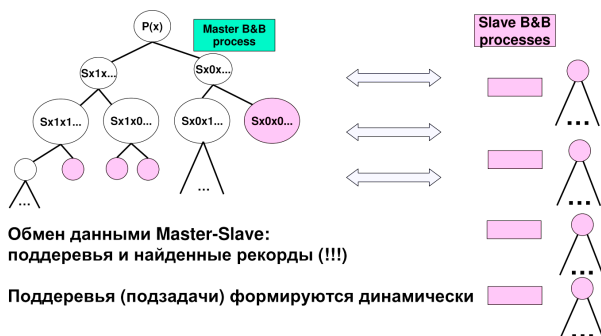 P(x)
Master B&B
process
Slave B&B
processes
Sx1x...
Sx0x...
Sx1x1...
Sx1x0...
Sx0x1...
Sx0x0...
...
...
...
...
...
...
Обмен данными Master-Slave:
поддеревья и найденные рекорды (!!!)
Поддеревья (подзадачи) формируются динамически